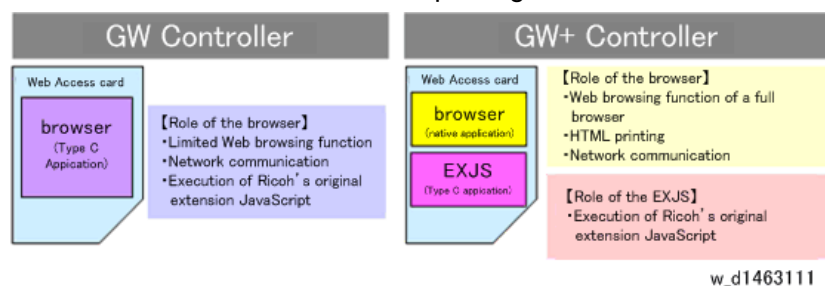 GW Controller
Web Access card
browser
(Type C
Appication)
【Role of the browser】
・Limited Web browsing function
・Network communication
・Execution of Ricoh's original
extension JavaScript
GW+ Controller
Web Access card
browser
(native application)
EXJS
(Type C appication)
【Role of the browser】
・Web browsing function of a full
browser
・HTML printing
・Network communication
【Role of the EXJS】
・Execution of Ricoh's original
extension JavaScript
w_d1463111